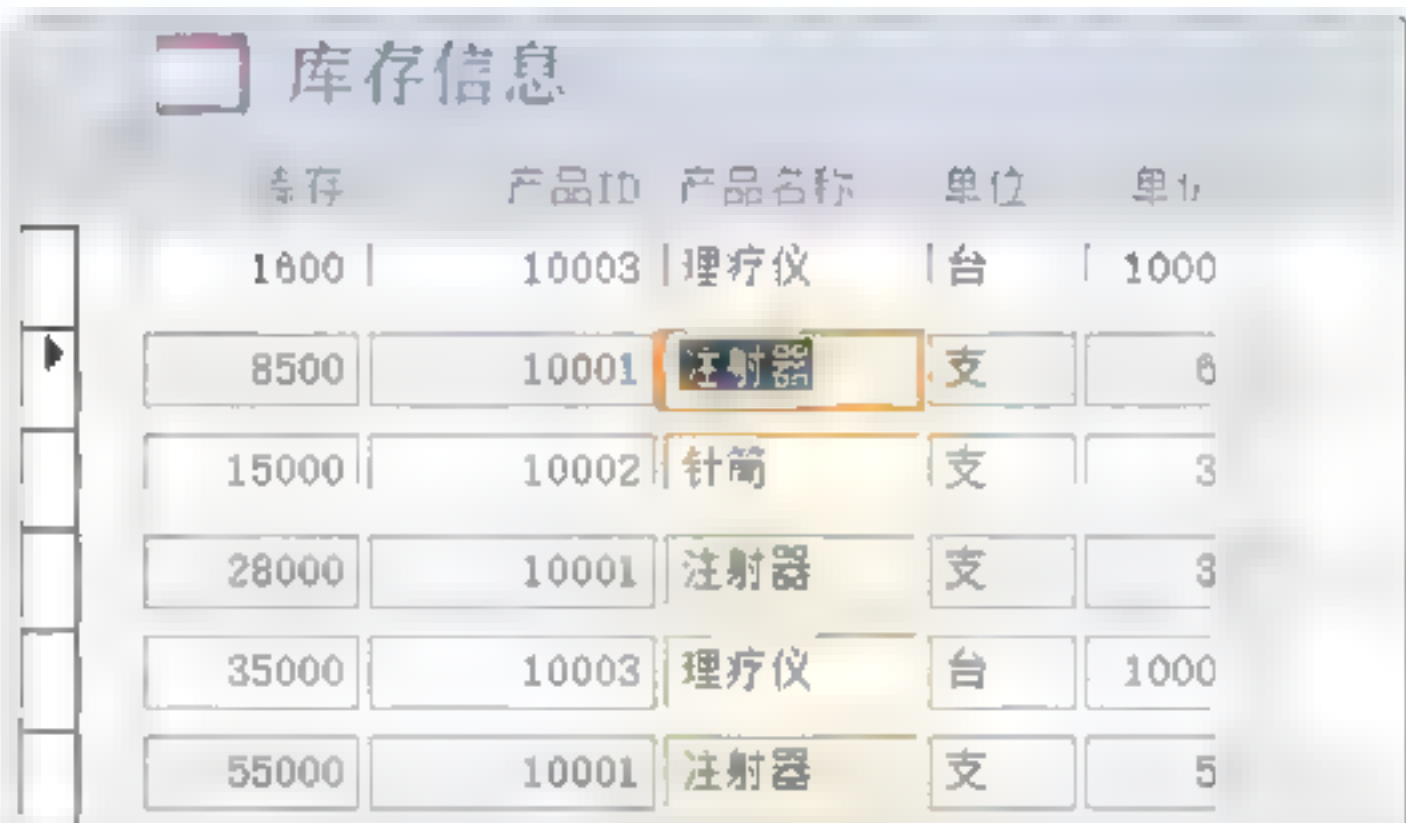 库存信息
库存 产品ID 产品名称 单位
10003 理疗仪 台 1000
8500 10001 注射器 支 6
15000 10002 针筒 支 3
28000 10001 注射器 支 3
35000 10003 理疗仪 台 1000
55000 10001 注射器 支 5